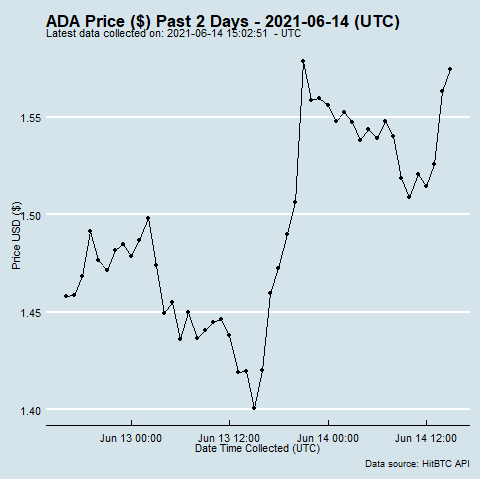 ADA Price ($) Past 2 Days - 2021-06-14 (UTC)
Latest data collected on: 2021-06-14 15:02:51 - UTC
1.55
1.50
1.45
1.40
Price USD ($)
Jun 13 00:00 Jun 13 12:00 Jun 14 00:00 Jun 14 12:00
Date Time Collected (UTC)
Data source: HitBTC API